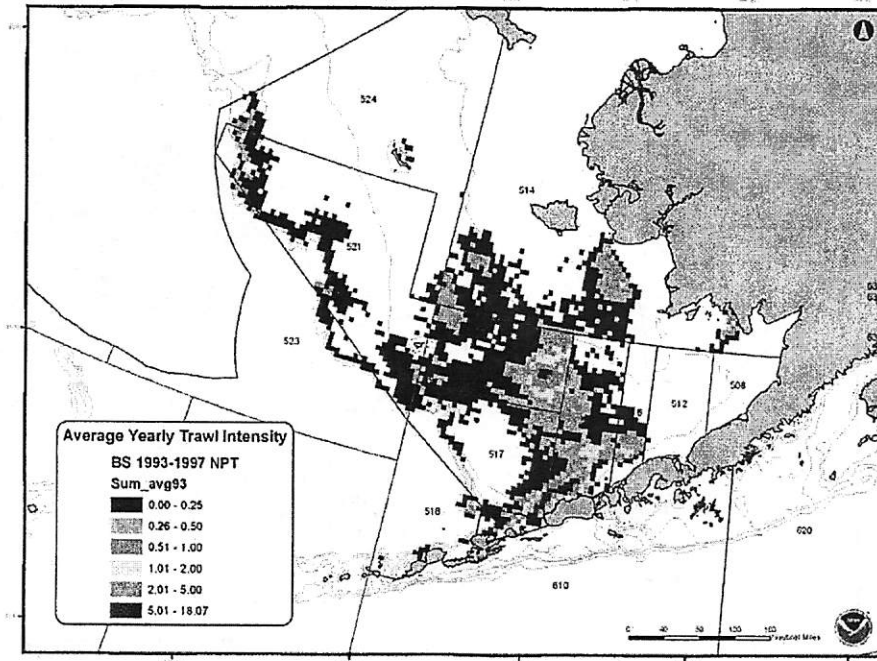 524
514
521
523
512
508
517
518
620
610
Average Yearly Trawl Intensity
BS 1993-1997 NPT
Sum_avg93
0.00 - 0.25
0.26 - 0.50
0.51 - 1.00
1.01 - 2.00
2.01 - 5.00
5.01 - 18.07
Nautical Miles